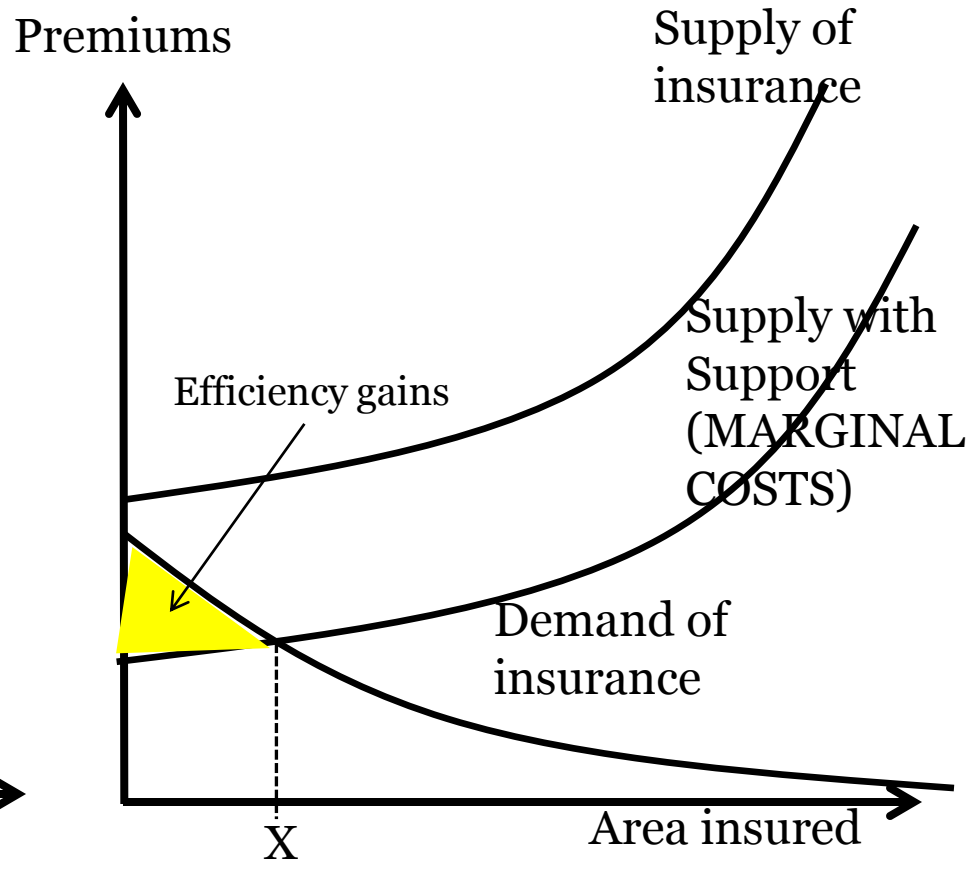 Premiums
Supply of
insurance
Supply with
Support
(MARGINAL
COSTS)
Efficiency gains
Demand of
insurance
X
Area insured